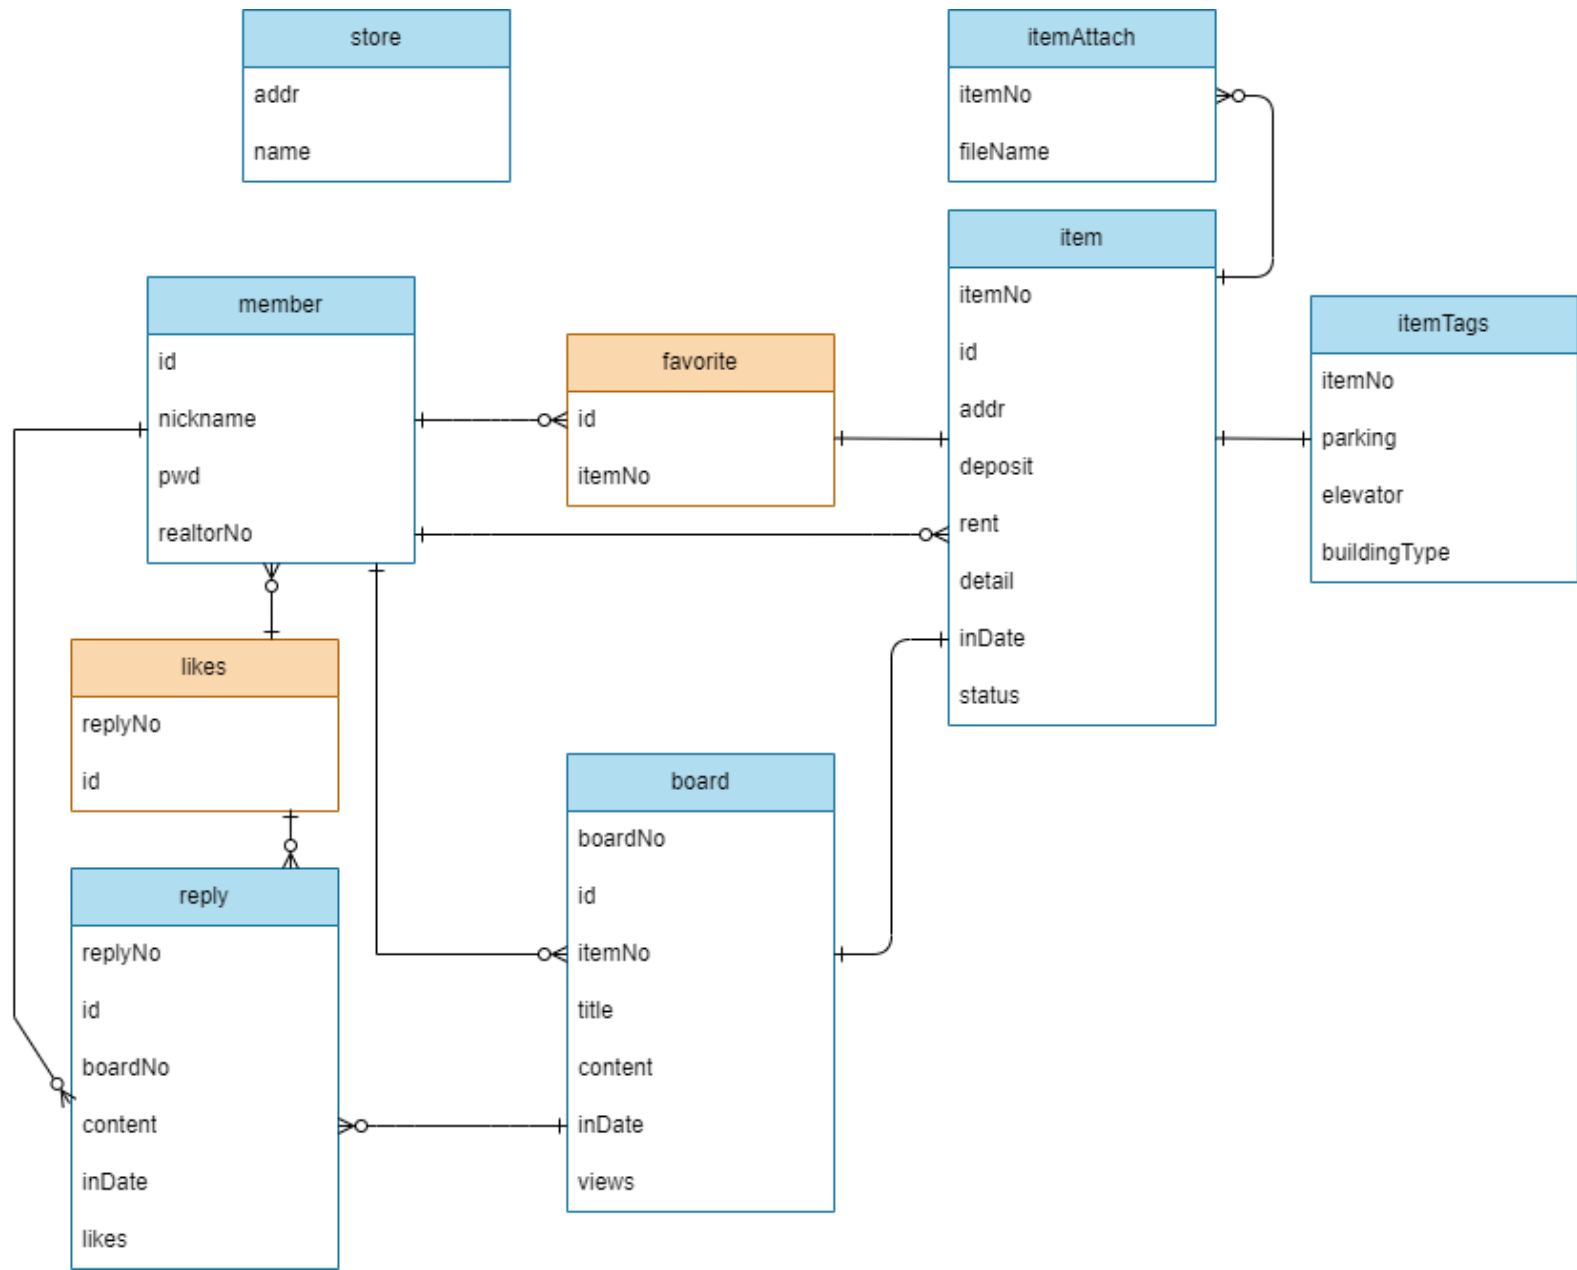 store
addr
name
itemAttach
itemNo
fileName
item
itemNo
id
addr
deposit
rent
detail
inDate
status
itemTags
itemNo
parking
elevator
buildingType
member
id
nickname
pwd
realtorNo
favorite
id
itemNo
likes
replyNo
id
board
boardNo
id
itemNo
title
content
inDate
views
reply
replyNo
id
boardNo
content
inDate
likes